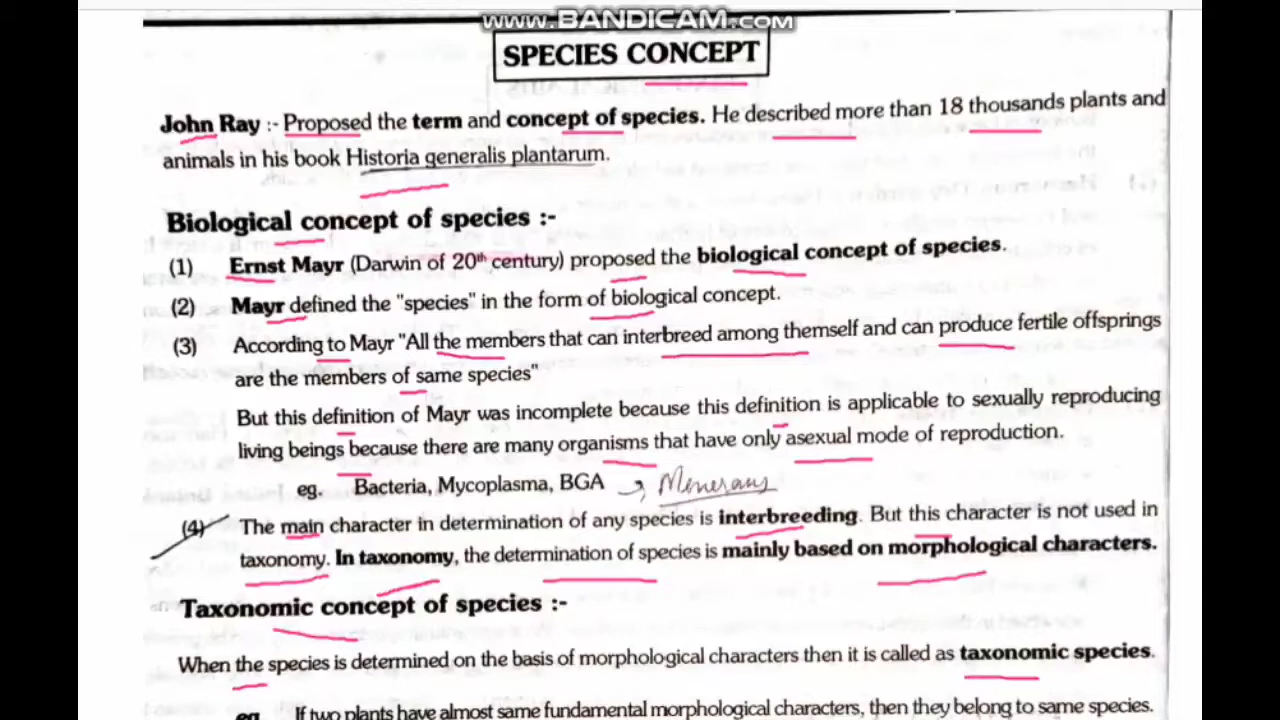 www.BANDICAM.com
SPECIES CONCEPT
John Ray :- Proposed the term and concept of species. He described more than 18 thousands plants and
animals in his book Historia generalis plantarum.
Biological concept of species :-
(1) Ernst Mayr (Darwin of 20th century) proposed the biological concept of species.
(2) Mayr defined the "species" in the form of biological concept.
(3) According to Mayr "All the members that can interbreed among themself and can produce fertile offsprings
are the members of same species"
But this definition of Mayr was incomplete because this definition is applicable to sexually reproducing
living beings because there are many organisms that have only asexual mode of reproduction.
eg. Bacteria, Mycoplasma, BGA → Monerans
(4) The main character in determination of any species is interbreeding. But this character is not used in
taxonomy. In taxonomy, the determination of species is mainly based on morphological characters.
Taxonomic concept of species :-
When the species is determined on the basis of morphological characters then it is called as taxonomic species.
eg. If two plants have almost same fundamental morphological characters, then they belong to same species.